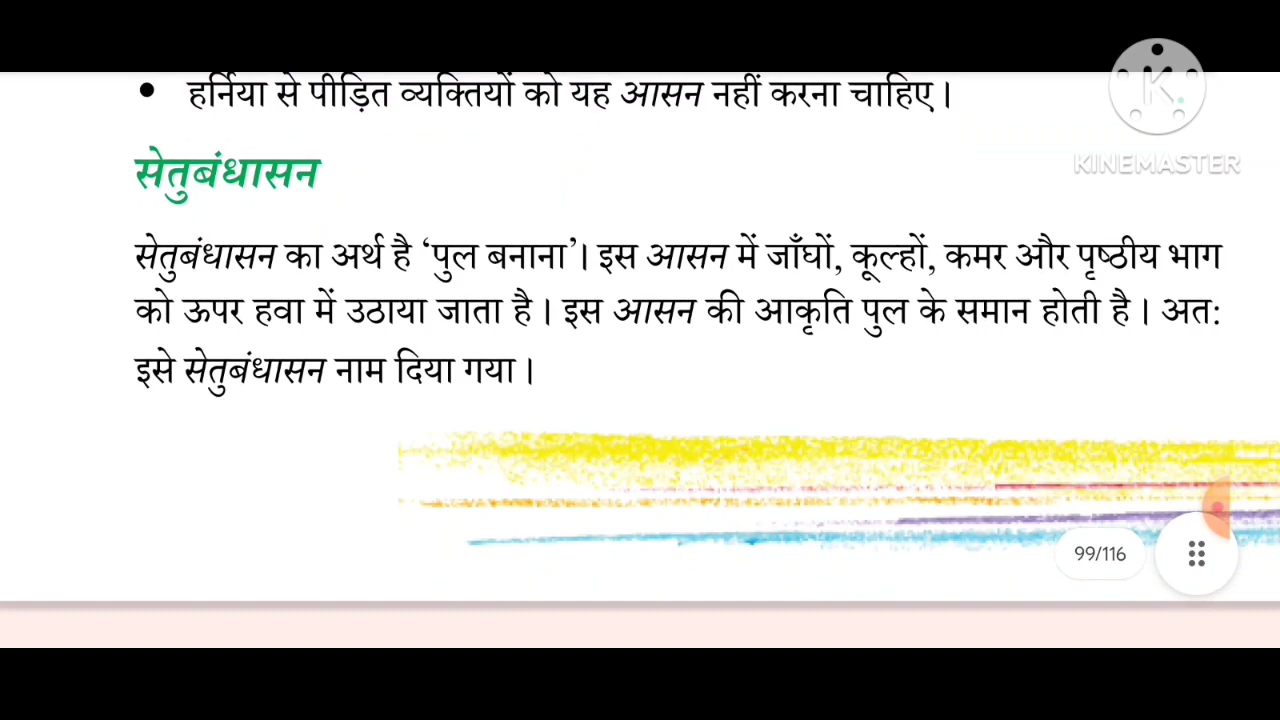 • हर्निया से पीड़ित व्यक्तियों को यह आसन नहीं करना चाहिए।
KINEMASTER
सेतुबंधासन
सेतुबंधासन का अर्थ है ‘पुल बनाना’। इस आसन में जाँघों, कूल्हों, कमर और पृष्ठीय भाग
को ऊपर हवा में उठाया जाता है। इस आसन की आकृति पुल के समान होती है। अत:
इसे सेतुबंधासन नाम दिया गया।
99/116